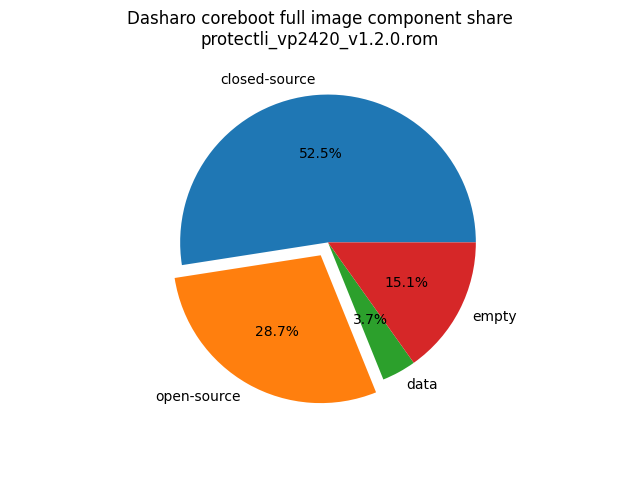 Dasharo coreboot full image component share
protectli_vp2420_v1.2.0.rom
closed-source
52.5%
15.1%
empty
3.7%
28.7%
data
open-source